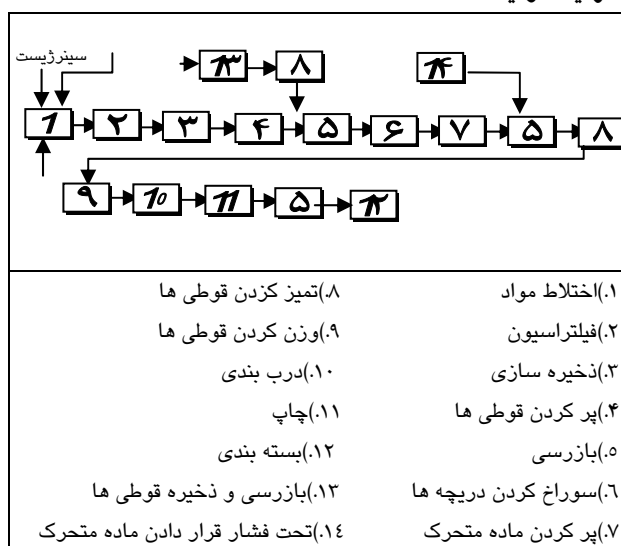 سینرژیست
۱۳ ۸ ۱۴
۱ ۲ ۳ ۴ ۵ ۶ ۷ ۵ ۸
۹ ۱۰ ۱۱ ۵ ۱۲
۱.)اختلاط مواد
۲.)فیلتراسیون
۳.)ذخیره سازی
۴.)پر کردن قوطی ها
۵.)بازرسی
٦.)سوراخ کردن دریچه ها
۷.)پر کردن ماده متحرک
۸.)تمیز کزدن قوطی ها
۹.)وزن کردن قوطی ها
۱۰.)درب بندی
۱۱.)چاپ
۱۲.)بسته بندی
۱۳.)بازرسی و ذخیره قوطی ها
۱٤.)تحت فشار قرار دادن ماده متحرک